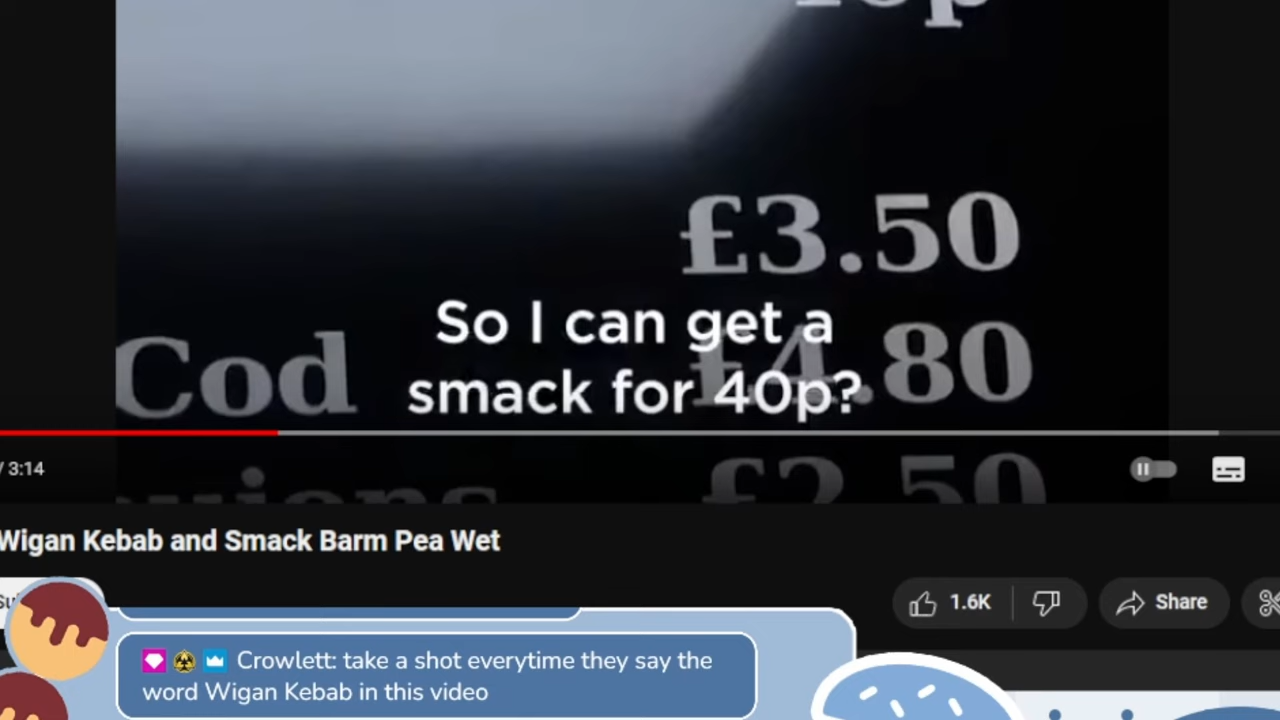 £3.50
So I can get a
smack for 40p?
Cod £4.80
£2.50
/ 3:14
Wigan Kebab and Smack Barm Pea Wet
1.6K
Share
Crowlett: take a shot everytime they say the
word Wigan Kebab in this video